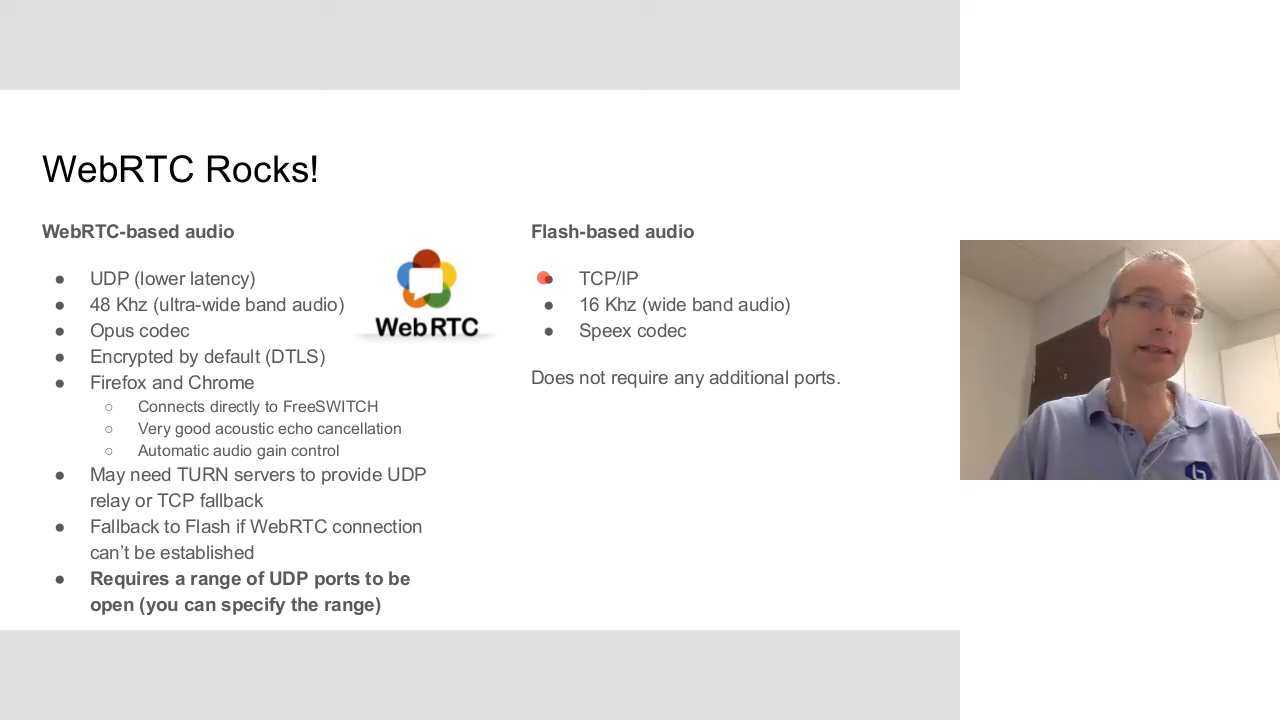 WebRTC Rocks!
WebRTC-based audio
● UDP (lower latency)
● 48 Khz (ultra-wide band audio)
● Opus codec
● Encrypted by default (DTLS)
● Firefox and Chrome
○ Connects directly to FreeSWITCH
○ Very good acoustic echo cancellation
○ Automatic audio gain control
● May need TURN servers to provide UDP
relay or TCP fallback
● Fallback to Flash if WebRTC connection
can’t be established
● Requires a range of UDP ports to be
open (you can specify the range)
WebRTC
Flash-based audio
● TCP/IP
● 16 Khz (wide band audio)
● Speex codec
Does not require any additional ports.
b